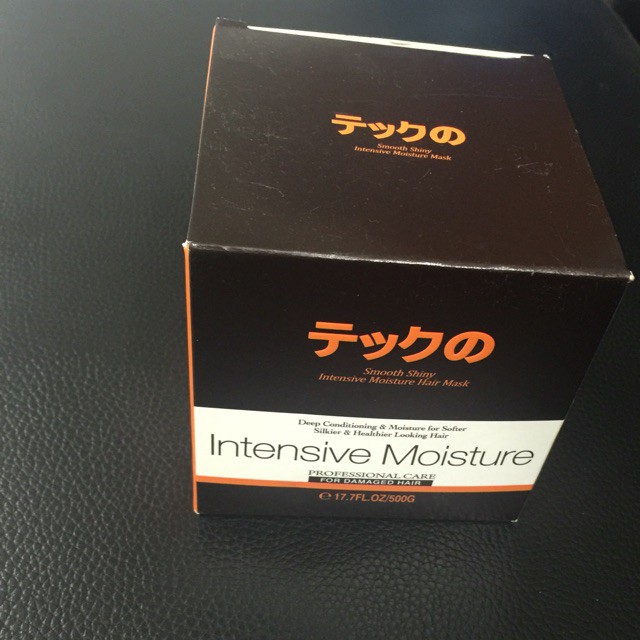 テックの
Smooth Shiny
Intensive Moisture Mask
テックの
Smooth Shiny
Intensive Moisture Hair Mask
Deep Conditioning & Moisture for Softer
Silkier & Healthier Looking Hair
Intensive Moisture
PROFESSIONAL CARE
FOR DAMAGED HAIR
℮ 17.7FL.OZ/500G